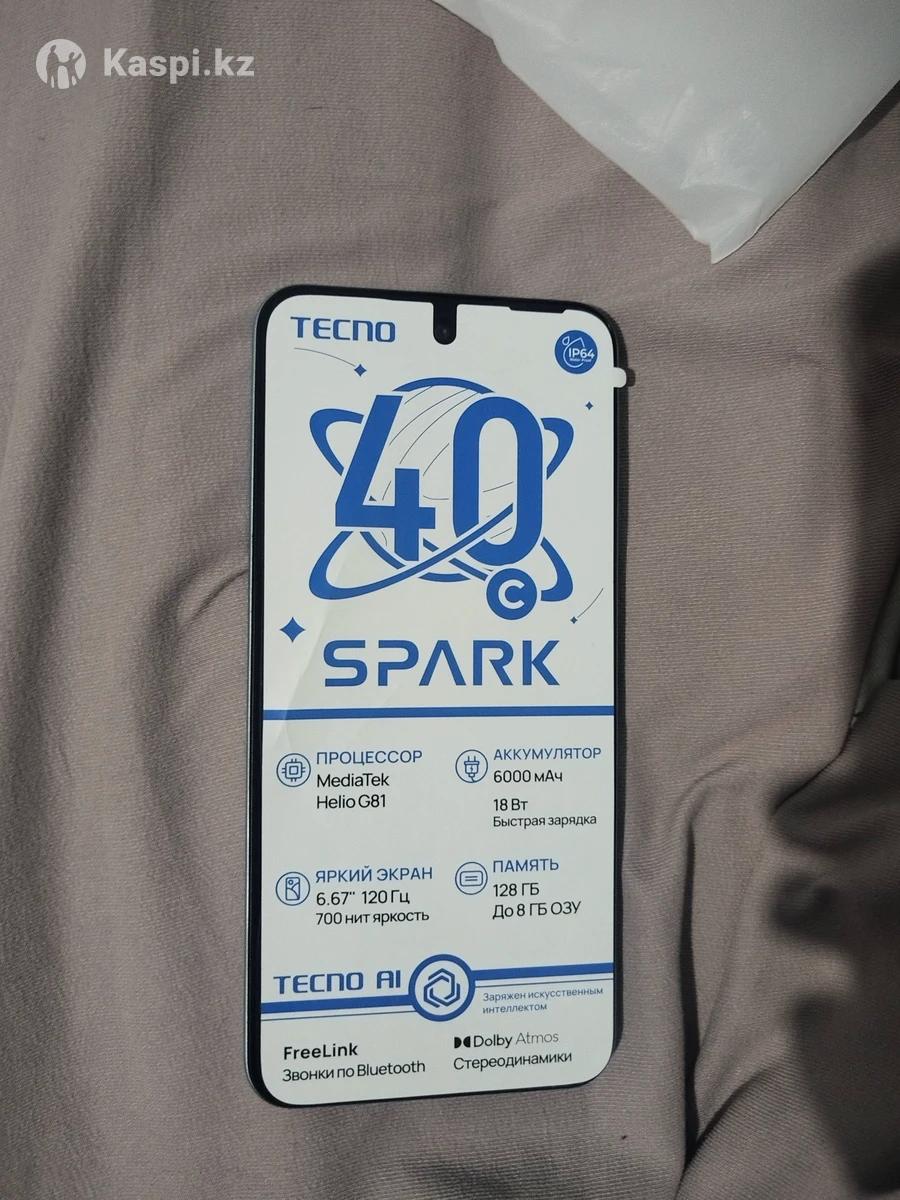 Kaspi.kz
TECNO
IP64
Water Proof
40
C
SPARK
ПРОЦЕССОР
MediaTek
Helio G81
АККУМУЛЯТОР
6000 мАч
18 Вт
Быстрая зарядка
ЯРКИЙ ЭКРАН
6.67" 120 Гц
700 нит яркость
ПАМЯТЬ
128 ГБ
До 8 ГБ ОЗУ
TECNO AI
Заряжен искусственным
интеллектом
FreeLink
Звонки по Bluetooth
Dolby Atmos
Стереодинамики